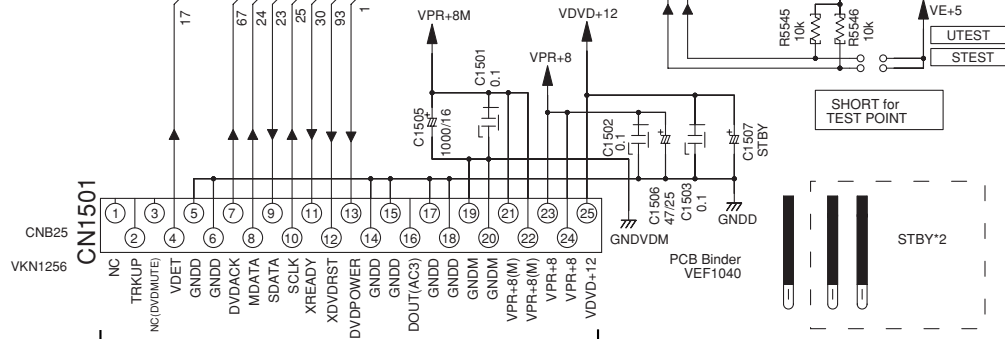 17
67
24
23
25
30
93
1
VPR+8M
VDVD+12
VPR+8
C1501
0.1
C1505
1000/16
C1502
0.1
C1506
47/25
C1503
0.1
C1507
STBY
R5545
10k
R5546
10k
VE+5
UTEST
STEST
SHORT for
TEST POINT
GNDVDM
GNDD
CN1501
CNB25
VKN1256
1
3
5
7
9
11
13
15
17
19
21
23
25
2
4
6
8
10
12
14
16
18
20
22
24
NC
TRKUP
NC(DVDMUTE)
VDET
GNDD
GNDD
DVDACK
MDATA
SDATA
SCLK
XREADY
XDVDRST
DVDPOWER
GNDD
GNDD
DOUT(AC3)
GNDD
GNDD
GNDM
GNDM
VPR+8(M)
VPR+8(M)
VPR+8
VPR+8
VDVD+12
PCB Binder
VEF1040
STBY*2